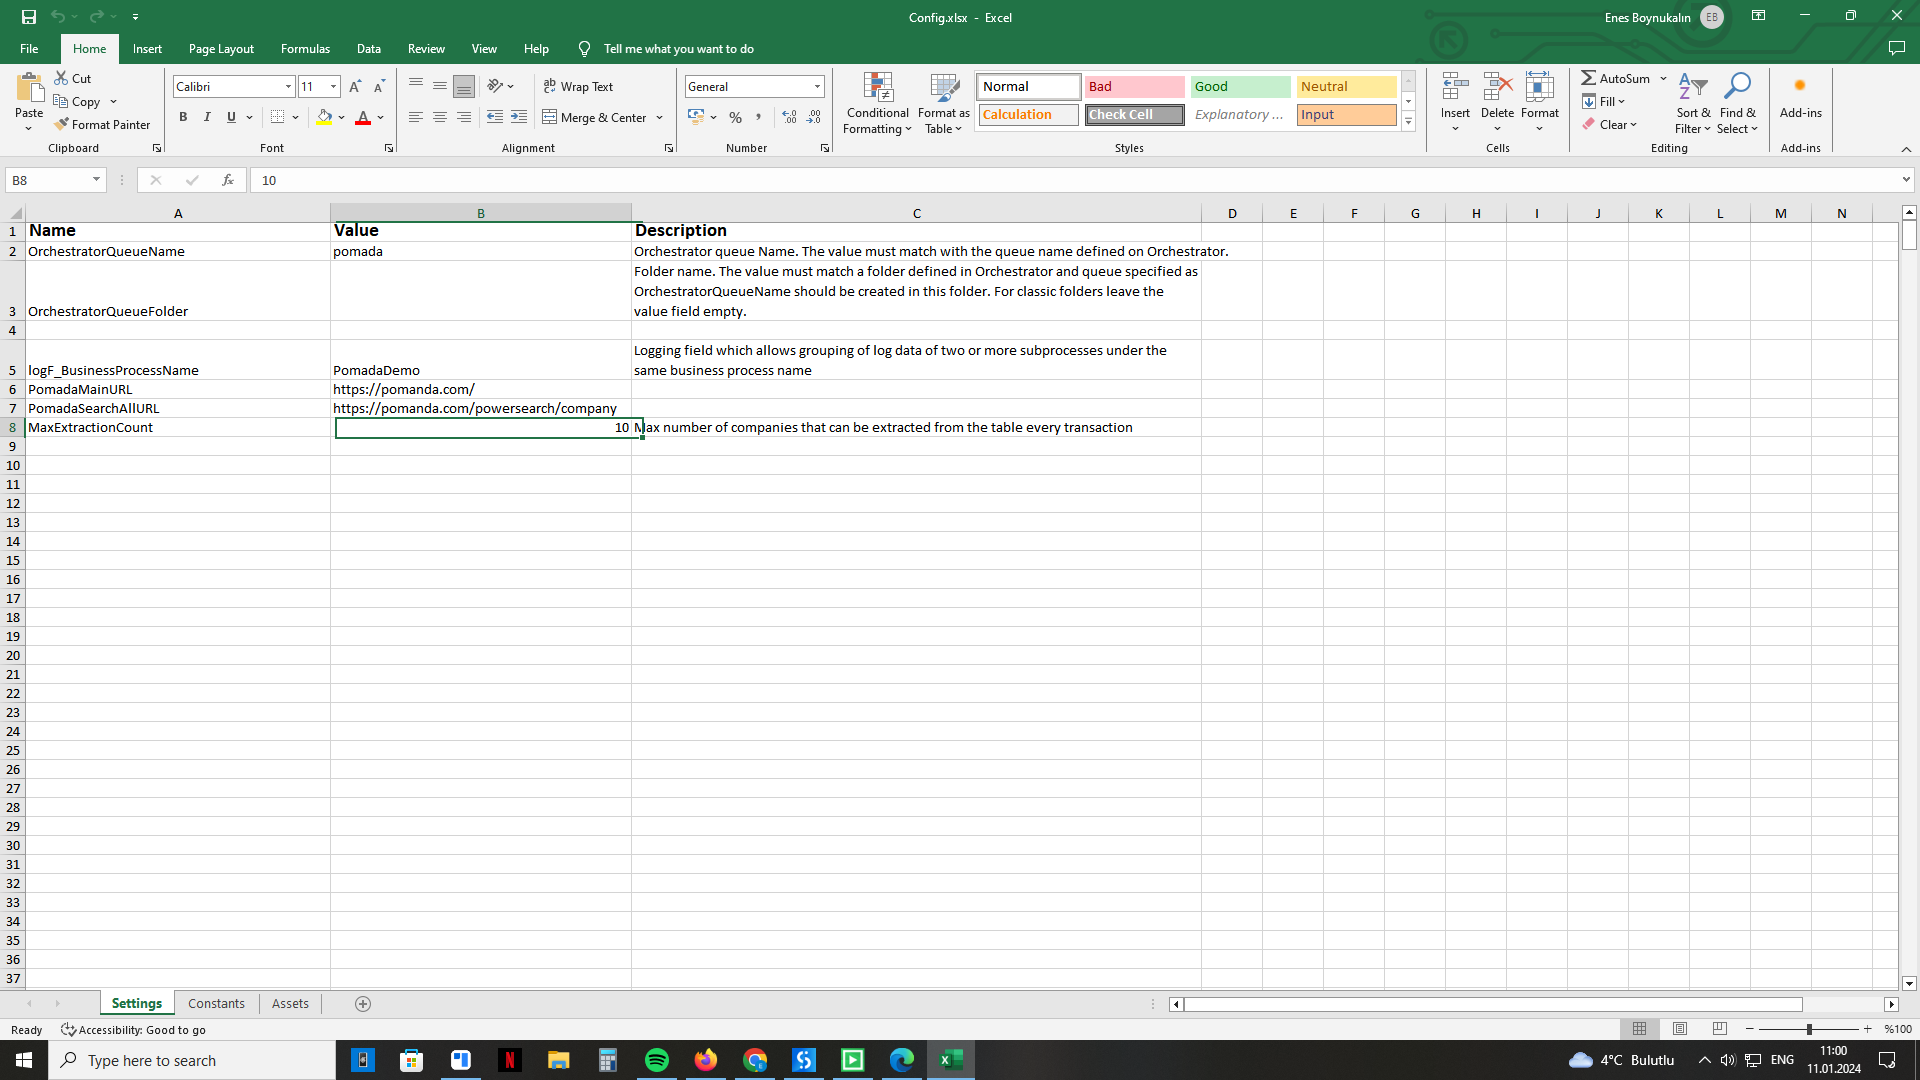 Config.xlsx - Excel
Enes Boynukalın EB
File Home Insert Page Layout Formulas Data Review View Help Tell me what you want to do
Paste
Cut
Copy
Format Painter
Clipboard
Calibri 11
B I U
Font
Wrap Text
Merge & Center
Alignment
General
Number
Conditional Formatting
Format as Table
Normal Bad Good Neutral
Calculation Check Cell Explanatory ... Input
Styles
Insert Delete Format
Cells
AutoSum
Fill
Clear
Sort & Filter
Find & Select
Editing
Add-ins
Add-ins
B8 fx 10
A B C D E F G H I J K L M N
1 Name Value Description
2 OrchestratorQueueName pomada Orchestrator queue Name. The value must match with the queue name defined on Orchestrator.
Folder name. The value must match a folder defined in Orchestrator and queue specified as
OrchestratorQueueName should be created in this folder. For classic folders leave the
3 OrchestratorQueueFolder value field empty.
4
Logging field which allows grouping of log data of two or more subprocesses under the
5 logF_BusinessProcessName PomadaDemo same business process name
6 PomadaMainURL https://pomanda.com/
7 PomadaSearchAllURL https://pomanda.com/powersearch/company
8 MaxExtractionCount 10 Max number of companies that can be extracted from the table every transaction
9
10
11
12
13
14
15
16
17
18
19
20
21
22
23
24
25
26
27
28
29
30
31
32
33
34
35
36
37
Settings Constants Assets
Ready Accessibility: Good to go %100
Type here to search
4°C Bulutlu ENG
11:00
11.01.2024